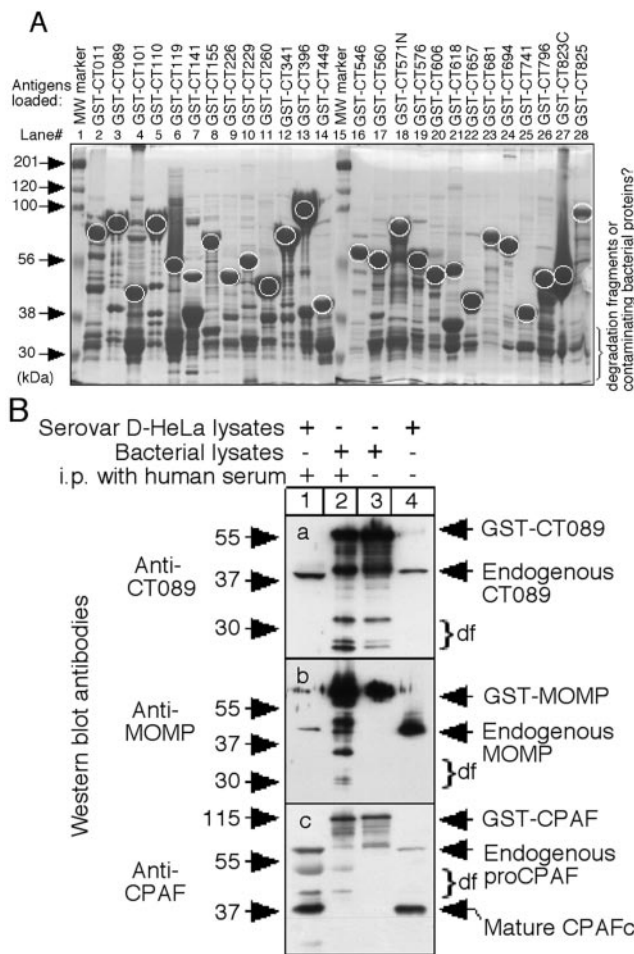 A
Antigens loaded:
MW marker
GST-CT011
GST-CT089
GST-CT101
GST-CT110
GST-CT119
GST-CT141
GST-CT155
GST-CT226
GST-CT229
GST-CT260
GST-CT341
GST-CT396
GST-CT449
MW marker
GST-CT546
GST-CT560
GST-CT571N
GST-CT576
GST-CT606
GST-CT618
GST-CT657
GST-CT681
GST-CT694
GST-CT741
GST-CT796
GST-CT823C
GST-CT825
Lane# 1 2 3 4 5 6 7 8 9 10 11 12 13 14 15 16 17 18 19 20 21 22 23 24 25 26 27 28
201
120
100
56
38
30
(kDa)
degradation fragments or
contaminating bacterial proteins?
B
Serovar D-HeLa lysates + - - +
Bacterial lysates - + + -
i.p. with human serum + + - -
1 2 3 4
Western blot antibodies
a
Anti-
CT089
55
37
30
GST-CT089
Endogenous
CT089
df
b
Anti-
MOMP
55
37
30
GST-MOMP
Endogenous
MOMP
df
c
Anti-
CPAF
115
55
37
GST-CPAF
Endogenous
proCPAF
df
Mature CPAFc